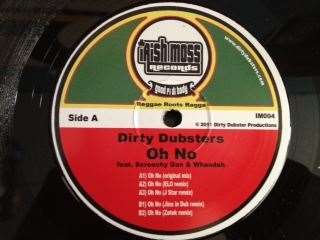 Irish Moss
Records
good fi di body
Reggae Roots Ragga
Side A
IM004
© 2011 Dirty Dubster Productions
Dirty Dubsters
Oh No
feat. Screechy Dan & Whandah
A1) Oh No (original mix)
A2) Oh No (ELO remix)
A3) Oh No (J Star remix)
B1) Oh No (Jinx in Dub remix)
B2) Oh No (Zutek remix)